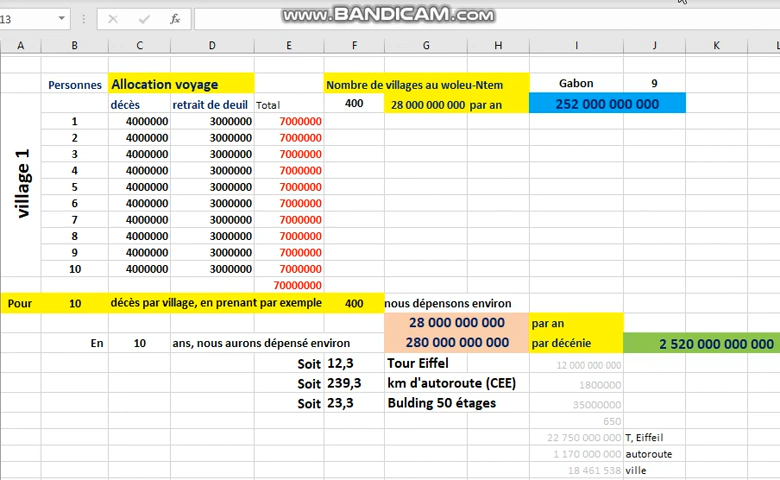 www.BANDICAM.com
13
fx
A B C D E F G H I J K L
Personnes Allocation voyage Nombre de villages au woleu-Ntem Gabon 9
décès retrait de deuil Total 400 28 000 000 000 par an 252 000 000 000
village 1
1 4000000 3000000 7000000
2 4000000 3000000 7000000
3 4000000 3000000 7000000
4 4000000 3000000 7000000
5 4000000 3000000 7000000
6 4000000 3000000 7000000
7 4000000 3000000 7000000
8 4000000 3000000 7000000
9 4000000 3000000 7000000
10 4000000 3000000 7000000
70000000
Pour 10 décès par village, en prenant par exemple 400 nous dépensons environ
28 000 000 000 par an
En 10 ans, nous aurons dépensé environ 280 000 000 000 par décénie 2 520 000 000 000
Soit 12,3 Tour Eiffel 12 000 000 000
Soit 239,3 km d'autoroute (CEE) 1800000
Soit 23,3 Bulding 50 étages 35000000
650
22 750 000 000 T, Eiffeil
1 170 000 000 autoroute
18 461 538 ville